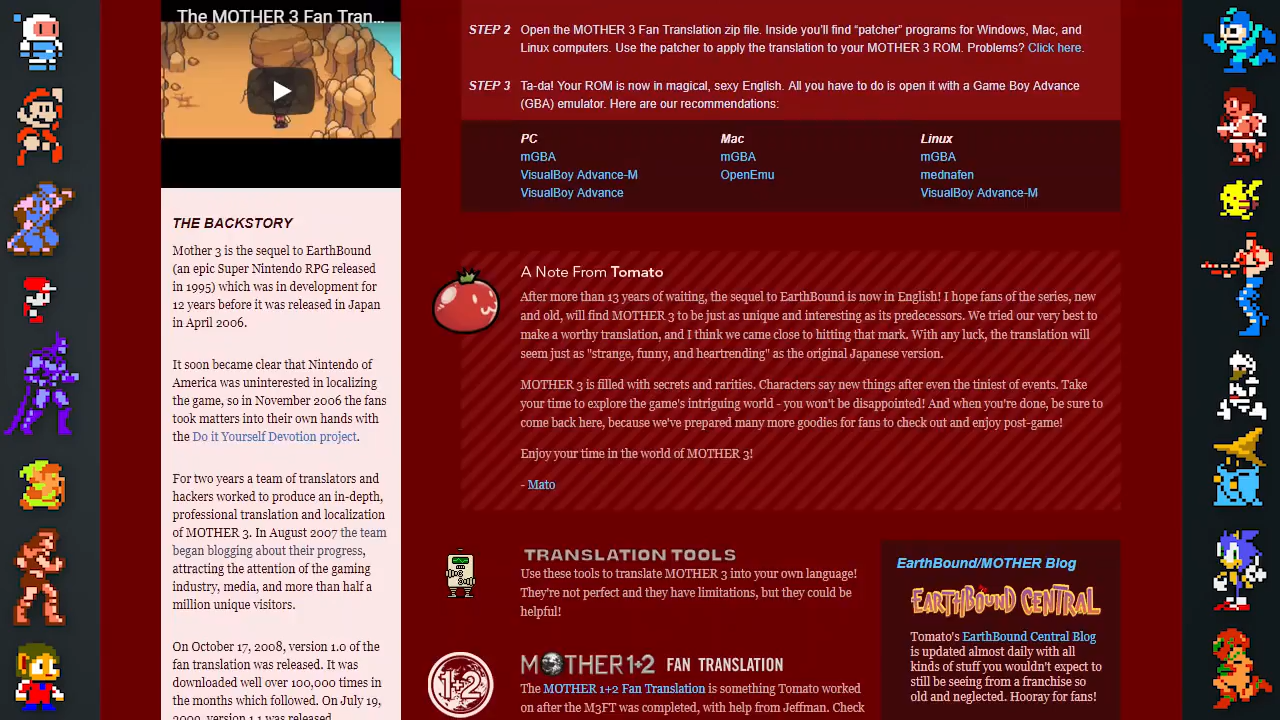 The MOTHER 3 Fan Tran...
THE BACKSTORY
Mother 3 is the sequel to EarthBound
(an epic Super Nintendo RPG released
in 1995) which was in development for
12 years before it was released in Japan
in April 2006.
It soon became clear that Nintendo of
America was uninterested in localizing
the game, so in November 2006 the fans
took matters into their own hands with
the Do it Yourself Devotion project.
For two years a team of translators and
hackers worked to produce an in-depth,
professional translation and localization
of MOTHER 3. In August 2007 the team
began blogging about their progress,
attracting the attention of the gaming
industry, media, and more than half a
million unique visitors.
On October 17, 2008, version 1.0 of the
fan translation was released. It was
downloaded well over 100,000 times in
the months which followed. On July 19,
2009, version 1.1 was released
STEP 2 Open the MOTHER 3 Fan Translation zip file. Inside you'll find "patcher" programs for Windows, Mac, and
Linux computers. Use the patcher to apply the translation to your MOTHER 3 ROM. Problems? Click here.
STEP 3 Ta-da! Your ROM is now in magical, sexy English. All you have to do is open it with a Game Boy Advance
(GBA) emulator. Here are our recommendations:
PC
mGBA
VisualBoy Advance-M
VisualBoy Advance
Mac
mGBA
OpenEmu
Linux
mGBA
mednafen
VisualBoy Advance-M
A Note From Tomato
After more than 13 years of waiting, the sequel to EarthBound is now in English! I hope fans of the series, new
and old, will find MOTHER 3 to be just as unique and interesting as its predecessors. We tried our very best to
make a worthy translation, and I think we came close to hitting that mark. With any luck, the translation will
seem just as "strange, funny, and heartrending" as the original Japanese version.
MOTHER 3 is filled with secrets and rarities. Characters say new things after even the tiniest of events. Take
your time to explore the game's intriguing world - you won't be disappointed! And when you're done, be sure to
come back here, because we've prepared many more goodies for fans to check out and enjoy post-game!
Enjoy your time in the world of MOTHER 3!
- Mato
TRANSLATION TOOLS
Use these tools to translate MOTHER 3 into your own language!
They're not perfect and they have limitations, but they could be
helpful!
1+2
MOTHER 1+2 FAN TRANSLATION
The MOTHER 1+2 Fan Translation is something Tomato worked
on after the M3FT was completed, with help from Jeffman. Check
EarthBound/MOTHER Blog
EARTHBOUND CENTRAL
Tomato's EarthBound Central Blog
is updated almost daily with all
kinds of stuff you wouldn't expect to
still be seeing from a franchise so
old and neglected. Hooray for fans!